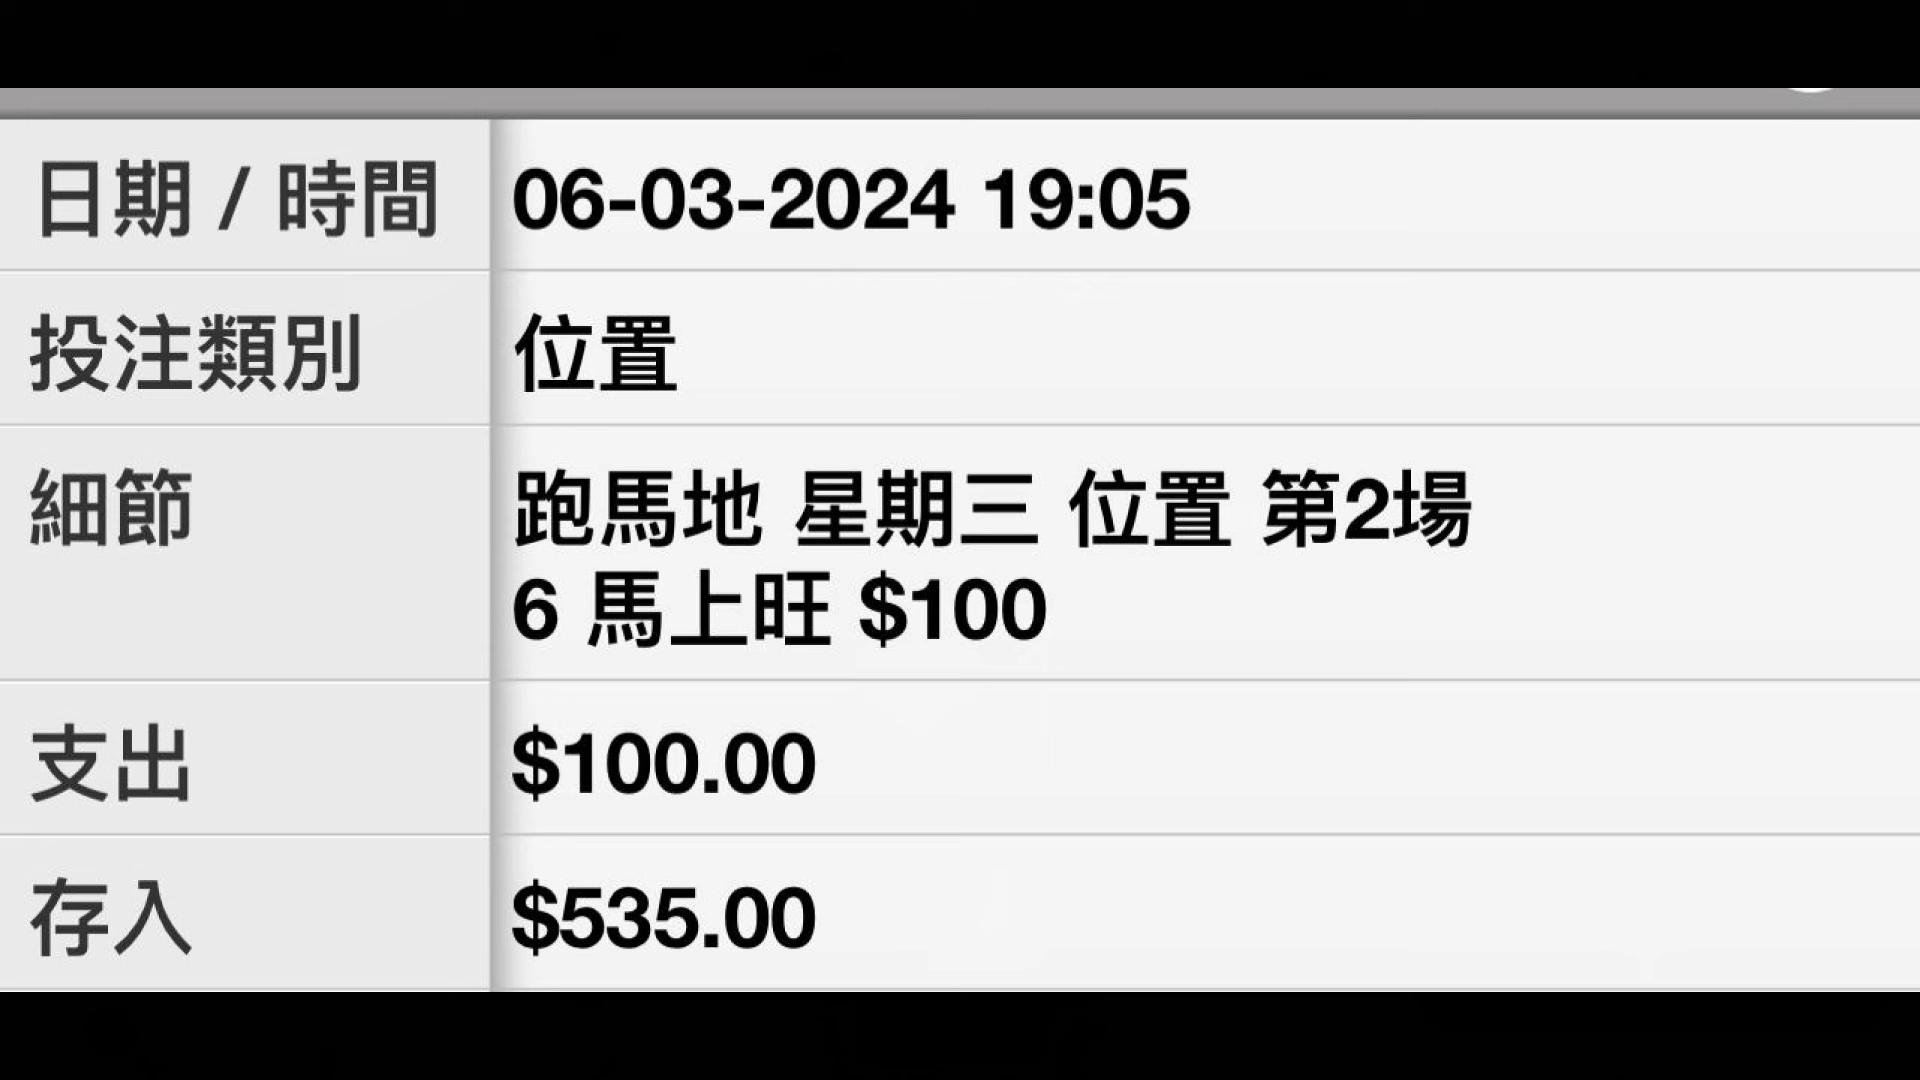 日期 / 時間 06-03-2024 19:05
投注類別 位置
細節 跑馬地 星期三 位置 第2場
6 馬上旺 $100
支出 $100.00
存入 $535.00